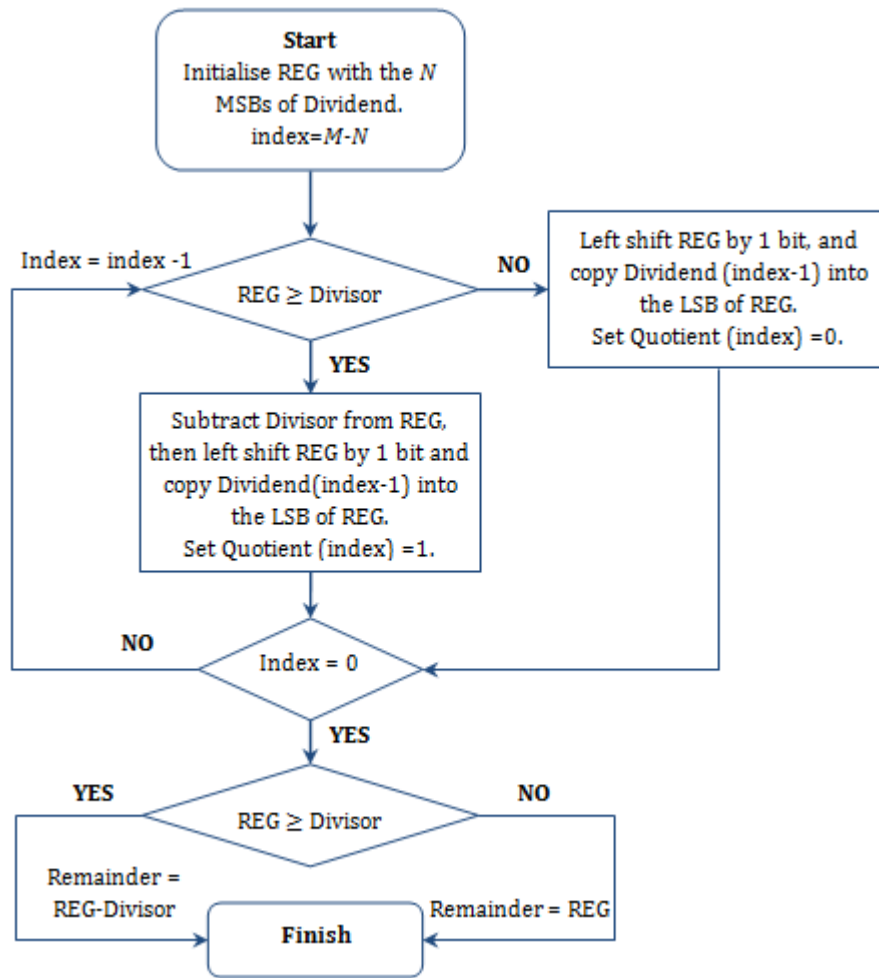 Start
Initialise REG with the N
MSBs of Dividend.
index=M-N
Index = index -1
REG ≥ Divisor
NO
Left shift REG by 1 bit, and
copy Dividend (index-1) into
the LSB of REG.
Set Quotient (index) =0.
YES
Subtract Divisor from REG,
then left shift REG by 1 bit and
copy Dividend(index-1) into
the LSB of REG.
Set Quotient (index) =1.
NO
Index = 0
YES
YES
REG ≥ Divisor
NO
Remainder =
REG-Divisor
Finish
Remainder = REG